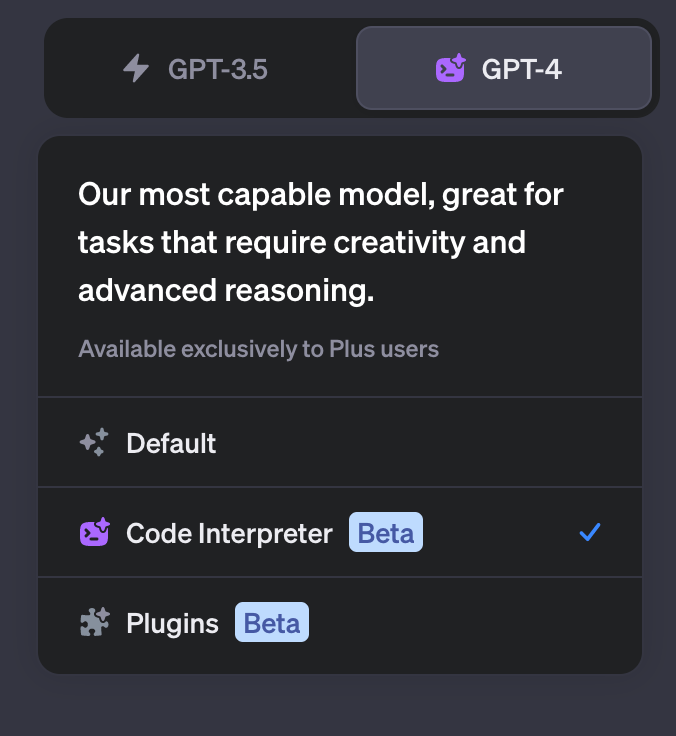 GPT-3.5
GPT-4
Our most capable model, great for
tasks that require creativity and
advanced reasoning.
Available exclusively to Plus users
Default
Code Interpreter Beta
Plugins Beta